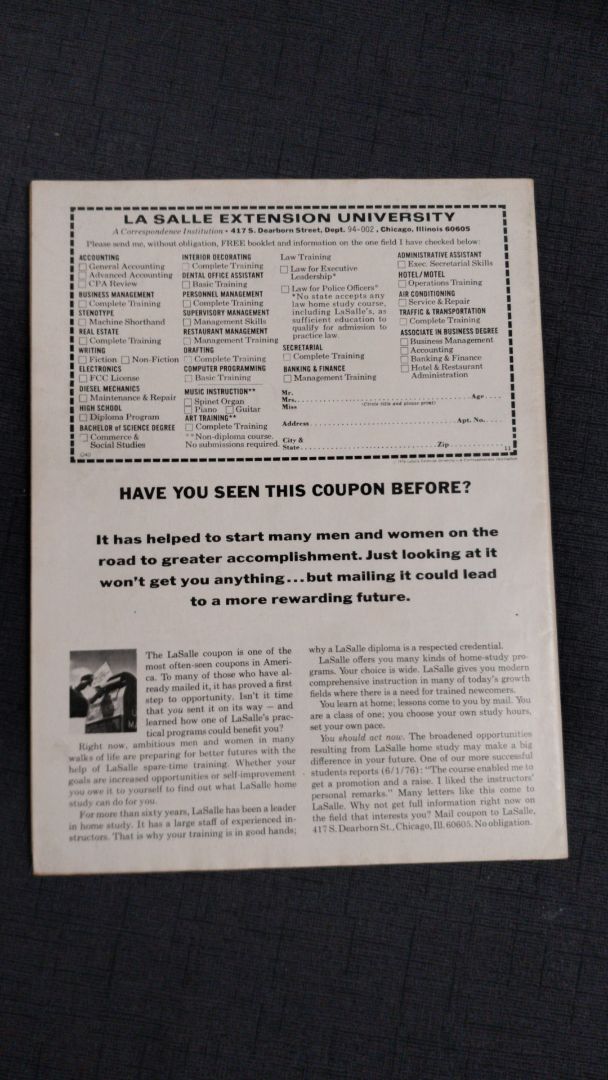 LA SALLE EXTENSION UNIVERSITY
A Correspondence Institution • 417 S. Dearborn Street, Dept. 94-002, Chicago, Illinois 60605
Please send me, without obligation, FREE booklet and information on the one field I have checked below:
ACCOUNTING
General Accounting
Advanced Accounting
CPA Review
BUSINESS MANAGEMENT
Complete Training
STENOTYPE
Machine Shorthand
REAL ESTATE
Complete Training
WRITING
Fiction Non-Fiction
ELECTRONICS
FCC License
DIESEL MECHANICS
Maintenance & Repair
HIGH SCHOOL
Diploma Program
BACHELOR of SCIENCE DEGREE
Commerce &
Social Studies
INTERIOR DECORATING
Complete Training
DENTAL OFFICE ASSISTANT
Basic Training
PERSONNEL MANAGEMENT
Complete Training
SUPERVISORY MANAGEMENT
Management Skills
RESTAURANT MANAGEMENT
Management Training
DRAFTING
Complete Training
COMPUTER PROGRAMMING
Basic Training
MUSIC INSTRUCTION**
Spinet Organ
Piano Guitar
ART TRAINING**
Complete Training
**Non-diploma course.
No submissions required.
Law Training
Law for Executive
Leadership*
Law for Police Officers*
*No state accepts any
law home study course,
including LaSalle's, as
sufficient education to
qualify for admission to
practice law.
SECRETARIAL
Complete Training
BANKING & FINANCE
Management Training
ADMINISTRATIVE ASSISTANT
Exec. Secretarial Skills
HOTEL/MOTEL
Operations Training
AIR CONDITIONING
Service & Repair
TRAFFIC & TRANSPORTATION
Complete Training
ASSOCIATE IN BUSINESS DEGREE
Business Management
Accounting
Banking & Finance
Hotel & Restaurant
Administration
Mr.
Mrs. Age
Miss (Circle title and please print)
Address Apt. No.
City &
State Zip
HAVE YOU SEEN THIS COUPON BEFORE?
It has helped to start many men and women on the
road to greater accomplishment. Just looking at it
won't get you anything...but mailing it could lead
to a more rewarding future.
The LaSalle coupon is one of the
most often-seen coupons in Ameri-
ca. To many of those who have al-
ready mailed it, it has proved a first
step to opportunity. Isn't it time
that you sent it on its way — and
learned how one of LaSalle's prac-
tical programs could benefit you?
Right now, ambitious men and women in many
walks of life are preparing for better futures with the
help of LaSalle spare-time training. Whether your
goals are increased opportunities or self-improvement
you owe it to yourself to find out what LaSalle home
study can do for you.
For more than sixty years, LaSalle has been a leader
in home study. It has a large staff of experienced in-
structors. That is why your training is in good hands;
why a LaSalle diploma is a respected credential.
LaSalle offers you many kinds of home-study pro-
grams. Your choice is wide. LaSalle gives you modern
comprehensive instruction in many of today's growth
fields where there is a need for trained newcomers.
You learn at home; lessons come to you by mail. You
are a class of one; you choose your own study hours,
set your own pace.
You should act now. The broadened opportunities
resulting from LaSalle home study may make a big
difference in your future. One of our more successful
students reports (6/1/76): "The course enabled me to
get a promotion and a raise. I liked the instructors'
personal remarks." Many letters like this come to
LaSalle. Why not get full information right now on
the field that interests you? Mail coupon to LaSalle,
417 S. Dearborn St., Chicago, Ill. 60605. No obligation.